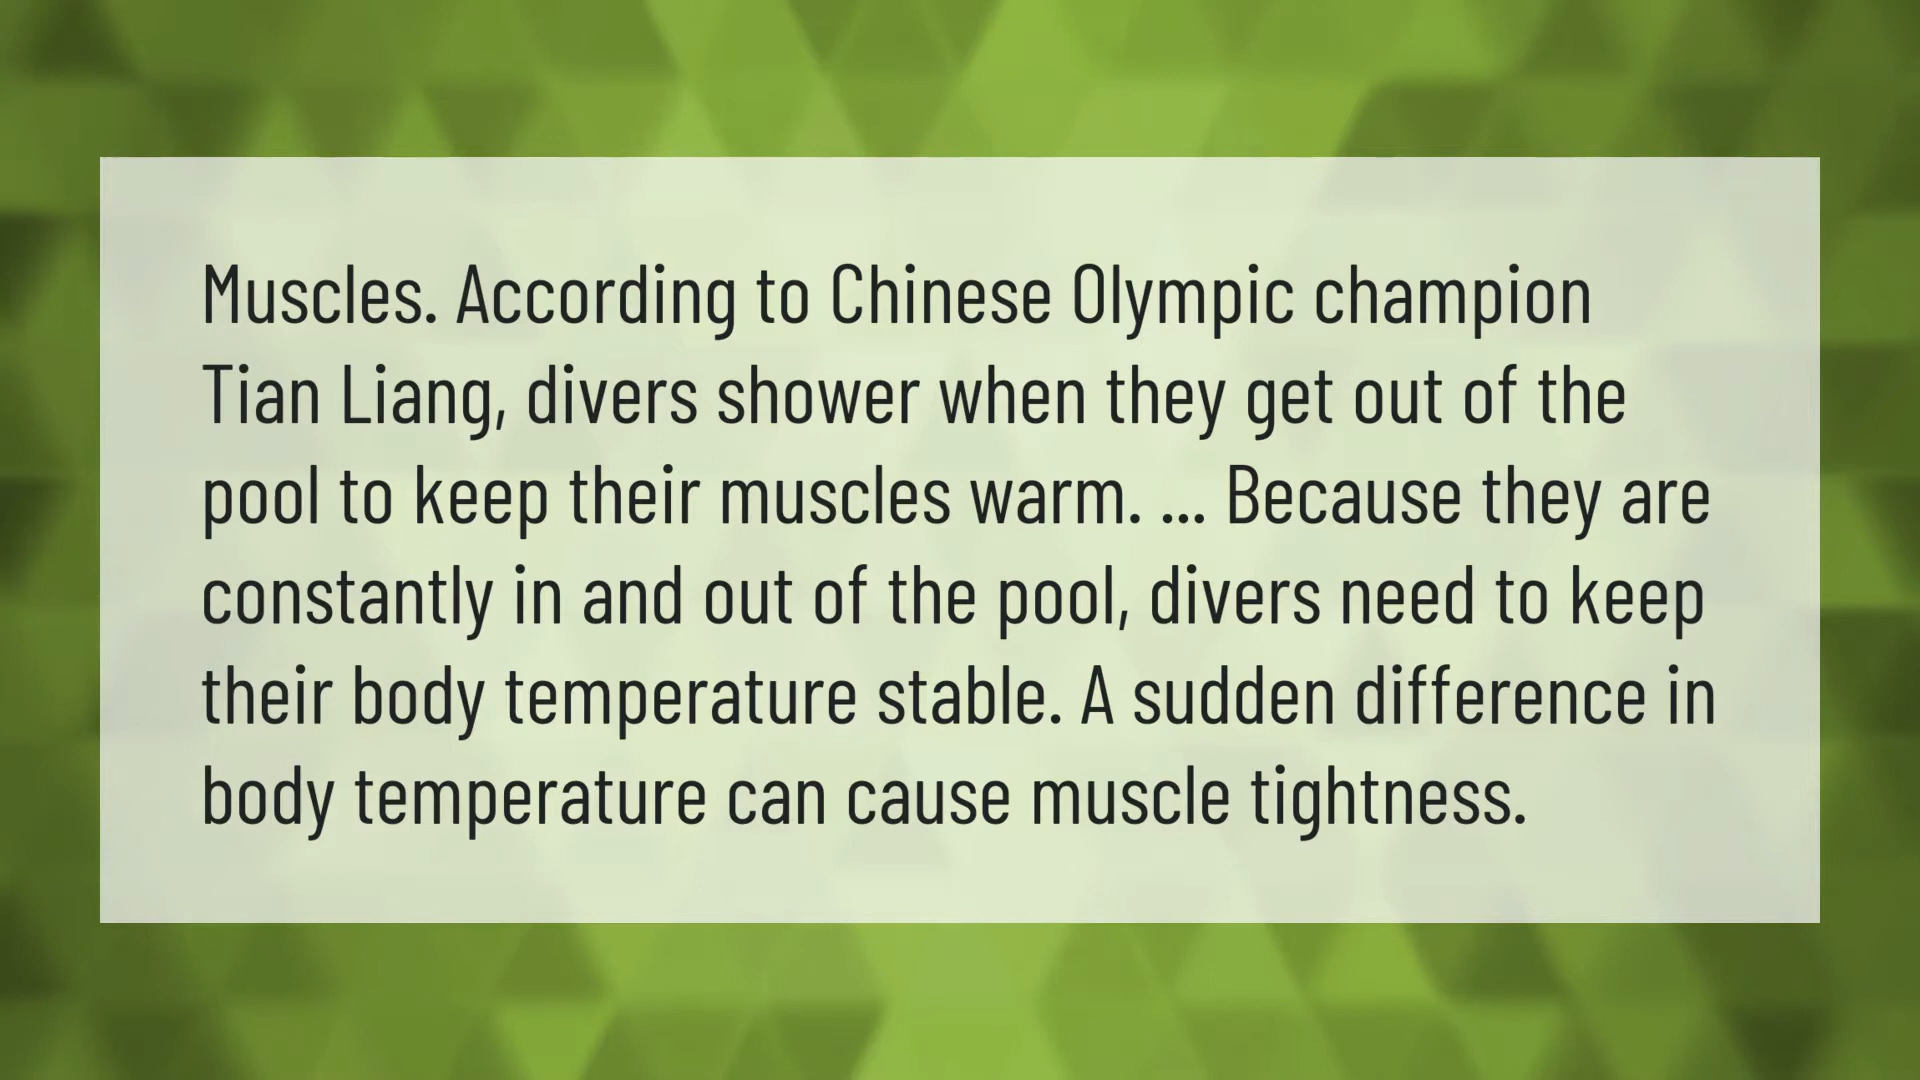 Muscles. According to Chinese Olympic champion
Tian Liang, divers shower when they get out of the
pool to keep their muscles warm. ... Because they are
constantly in and out of the pool, divers need to keep
their body temperature stable. A sudden difference in
body temperature can cause muscle tightness.